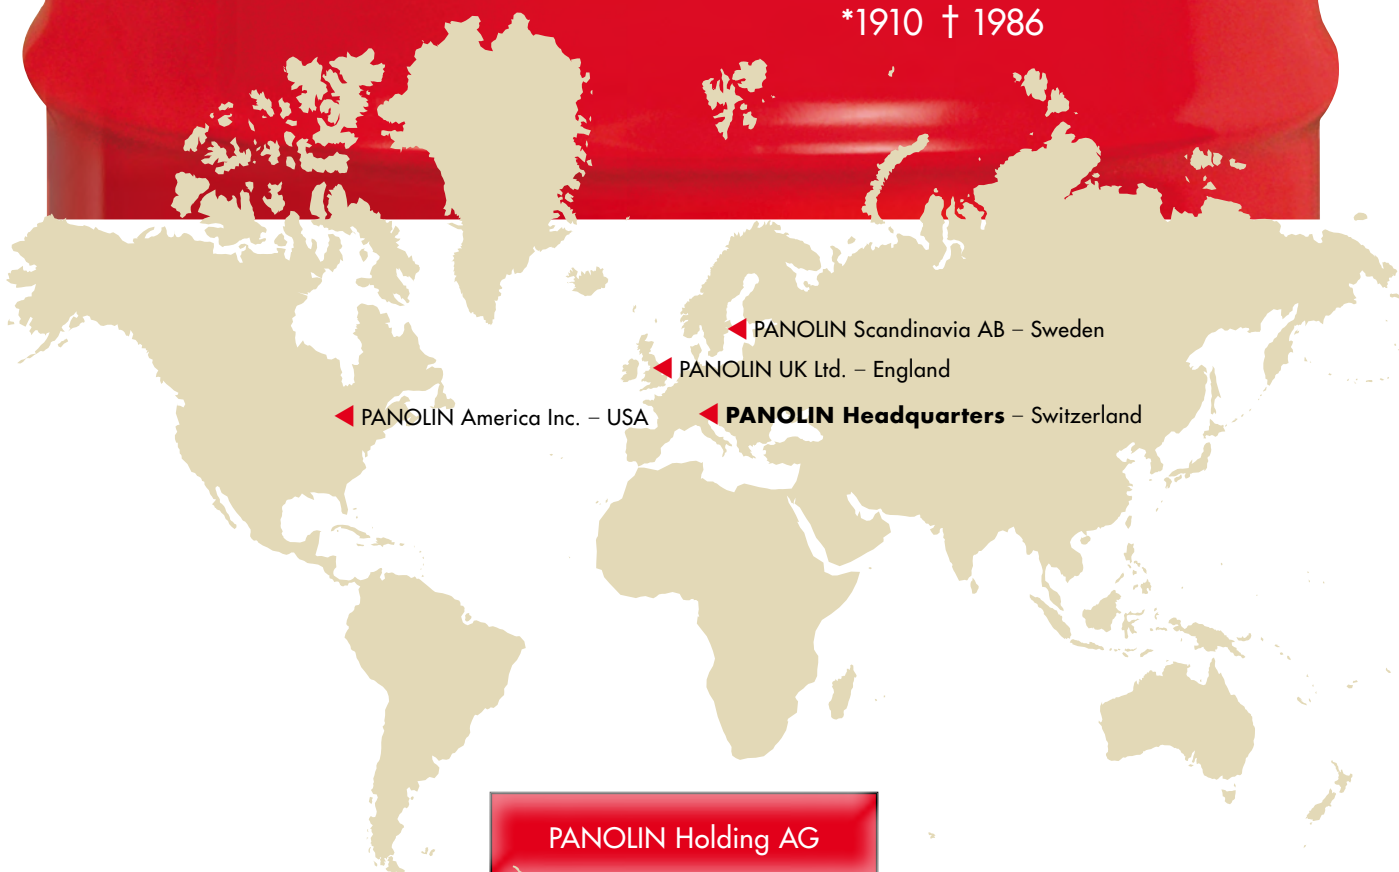 *1910 † 1986
PANOLIN Scandinavia AB – Sweden
PANOLIN UK Ltd. – England
PANOLIN America Inc. – USA
PANOLIN Headquarters – Switzerland
PANOLIN Holding AG